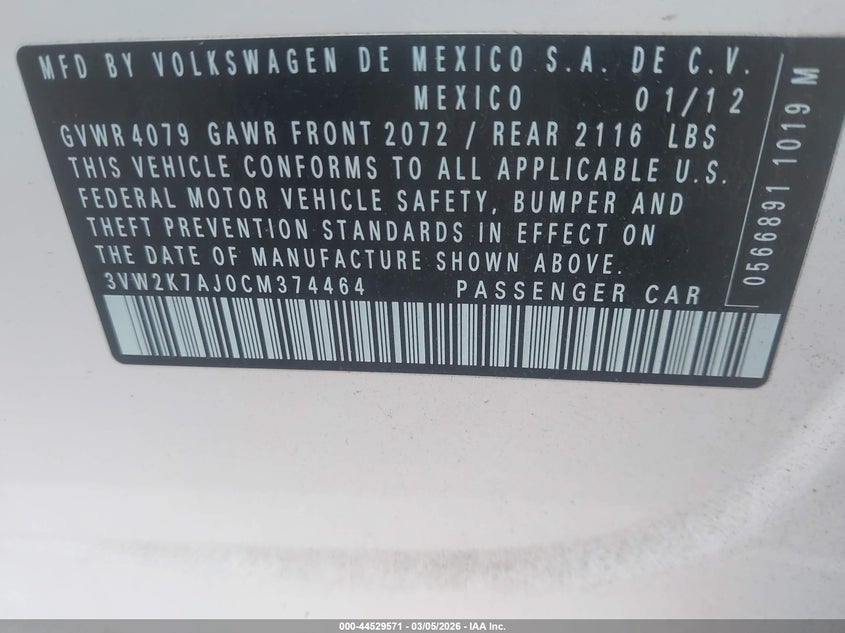 MFD BY VOLKSWAGEN DE MEXICO S.A. DE C.V.
MEXICO 01/12
GVWR 4079 GAWR FRONT 2072 / REAR 2116 LBS
THIS VEHICLE CONFORMS TO ALL APPLICABLE U.S.
FEDERAL MOTOR VEHICLE SAFETY, BUMPER AND
THEFT PREVENTION STANDARDS IN EFFECT ON
THE DATE OF MANUFACTURE SHOWN ABOVE.
3VW2K7AJ0CM374464 PASSENGER CAR
0566891 1019 M
000-44529571 | 03/05/2026 - IAA Inc.